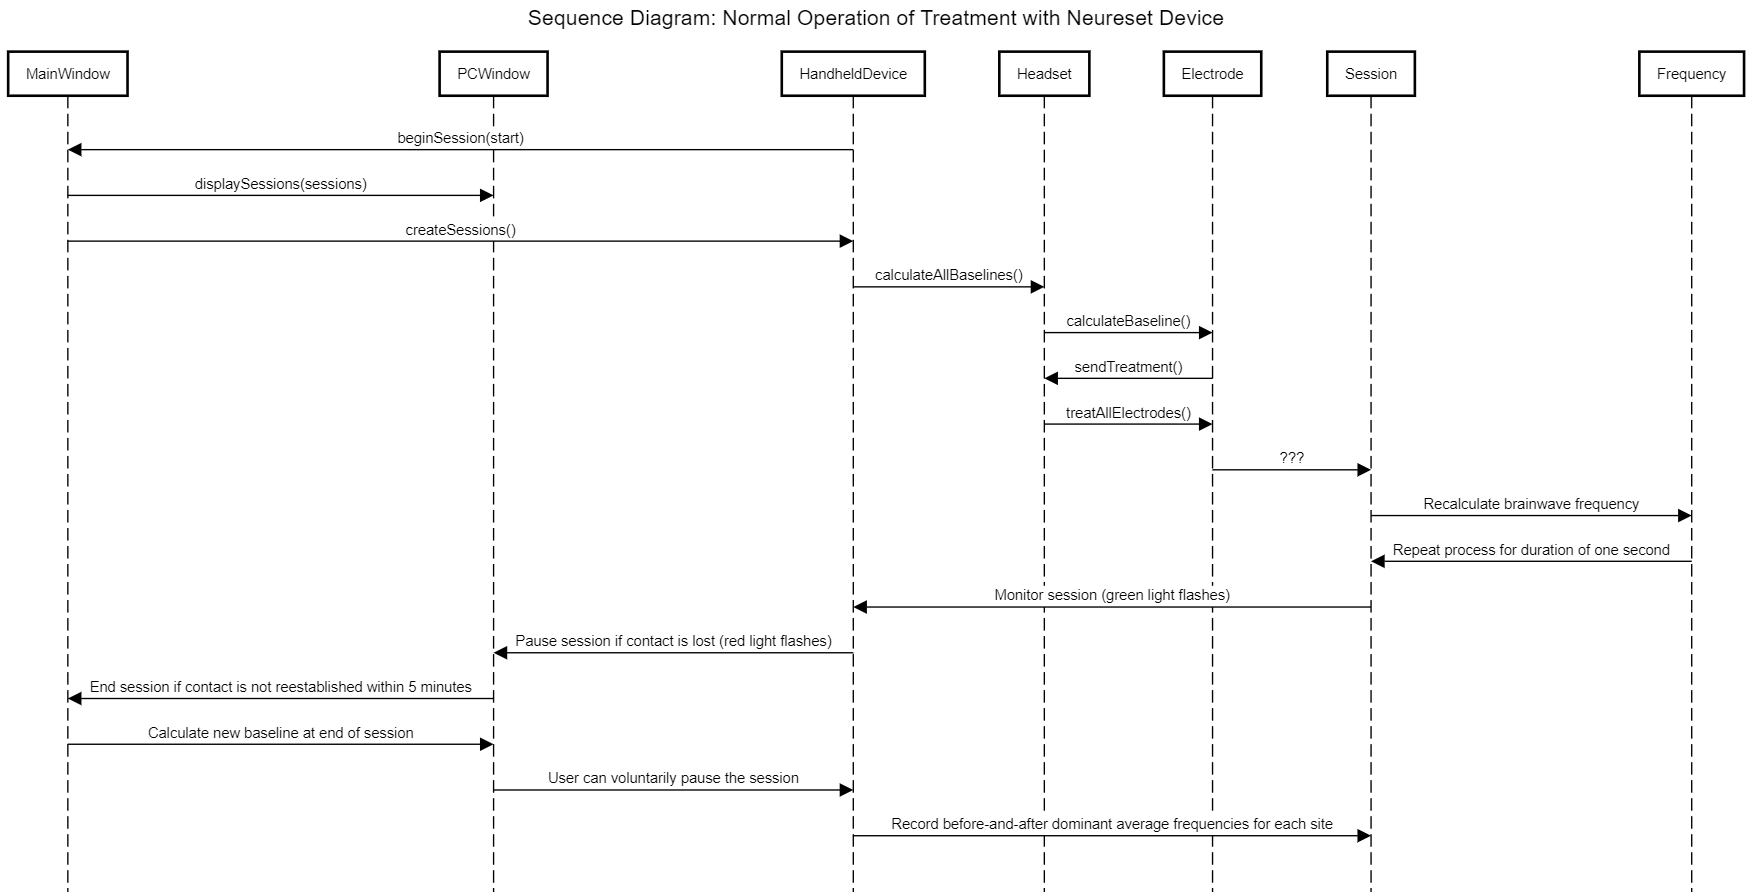 Sequence Diagram: Normal Operation of Treatment with Neureset Device
MainWindow
PCWindow
HandheldDevice
Headset
Electrode
Session
Frequency
beginSession(start)
displaySessions(sessions)
createSessions()
calculateAllBaselines()
calculateBaseline()
sendTreatment()
treatAllElectrodes()
???
Recalculate brainwave frequency
Repeat process for duration of one second
Monitor session (green light flashes)
Pause session if contact is lost (red light flashes)
End session if contact is not reestablished within 5 minutes
Calculate new baseline at end of session
User can voluntarily pause the session
Record before-and-after dominant average frequencies for each site